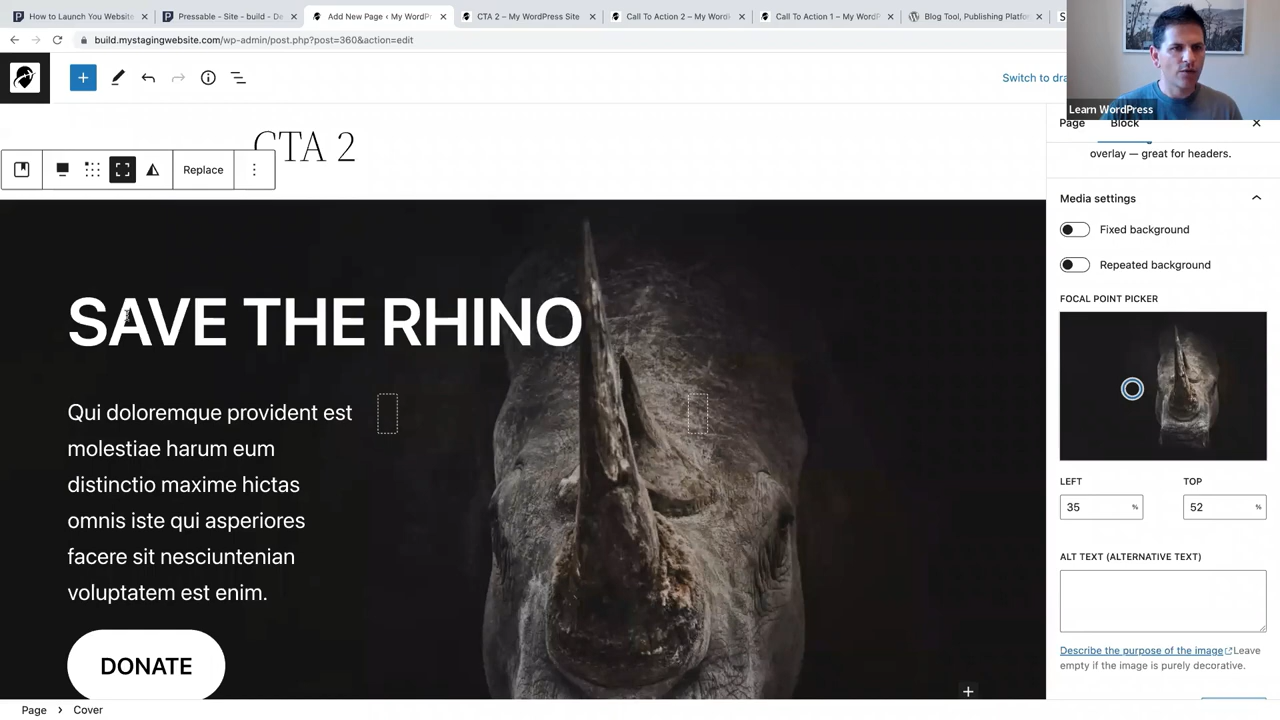 How to Launch You Website
Pressable - Site - build - De
Add New Page ‹ My WordPr
CTA 2 – My WordPress Site
Call To Action 2 – My Word
Call To Action 1 – My WordP
Blog Tool, Publishing Platfo
S
build.mystagingwebsite.com/wp-admin/post.php?post=360&action=edit
Switch to dra
Learn WordPress
Page
Block
CTA 2
overlay — great for headers.
Replace
Media settings
Fixed background
Repeated background
FOCAL POINT PICKER
SAVE THE RHINO
Qui doloremque provident est
molestiae harum eum
distinctio maxime hictas
omnis iste qui asperiores
facere sit nesciuntenian
voluptatem est enim.
DONATE
LEFT
TOP
35 %
52 %
ALT TEXT (ALTERNATIVE TEXT)
Describe the purpose of the image Leave
empty if the image is purely decorative.
Page > Cover